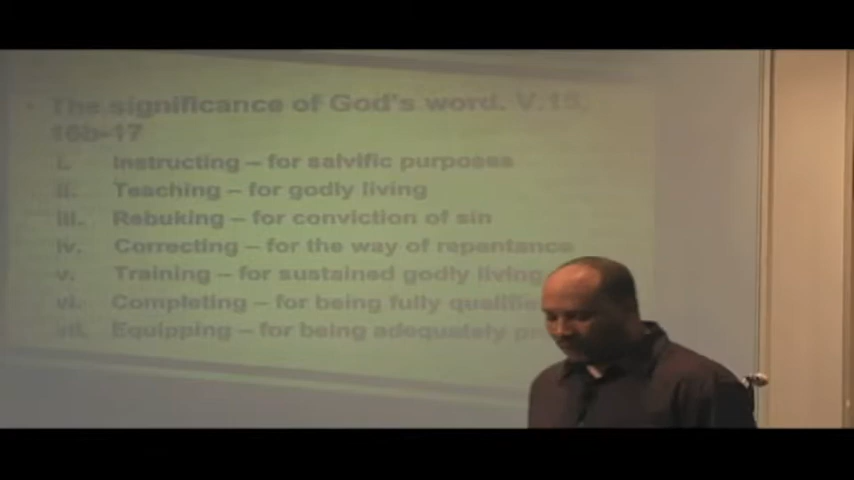 • The significance of God's word. V.15,
16b-17
i. Instructing – for salvific purposes
ii. Teaching – for godly living
iii. Rebuking – for conviction of sin
iv. Correcting – for the way of repentance
v. Training – for sustained godly living
vi. Completing – for being fully
vii. Equipping – for being adequately